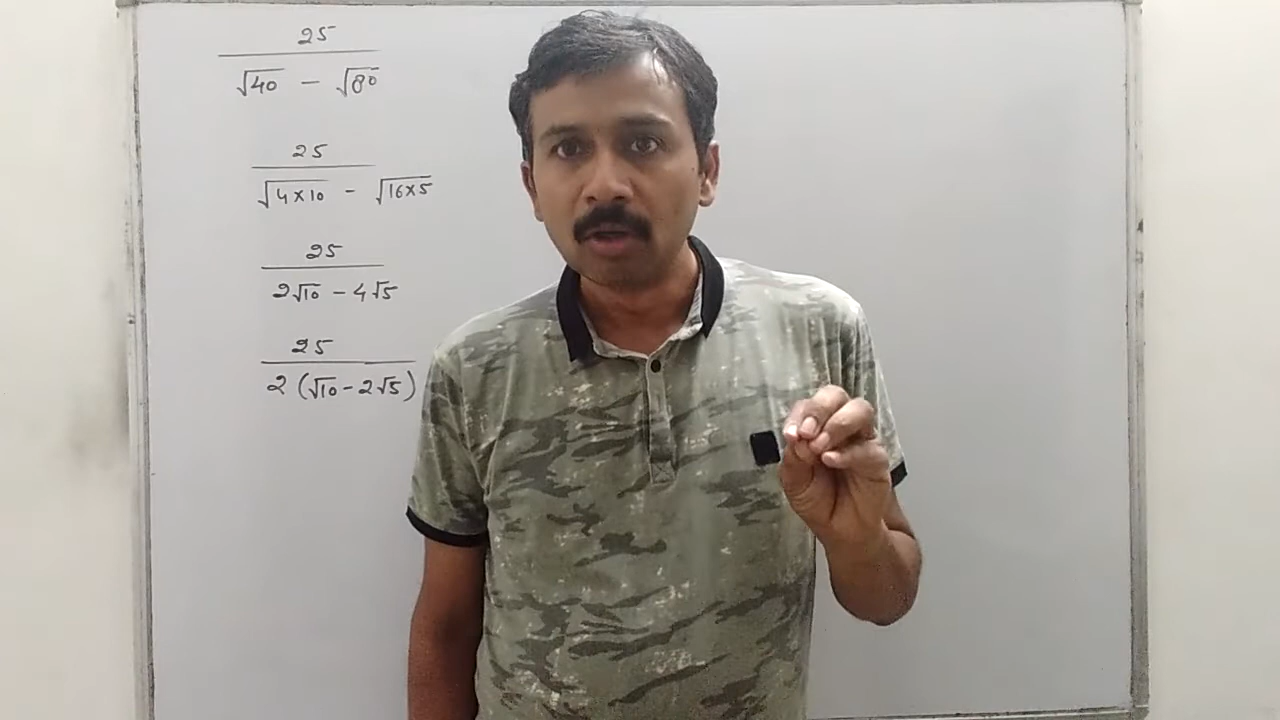 25
√40 - √80
25
√4×10 - √16×5
25
2√10 - 4√5
25
2 (√10 - 2√5)